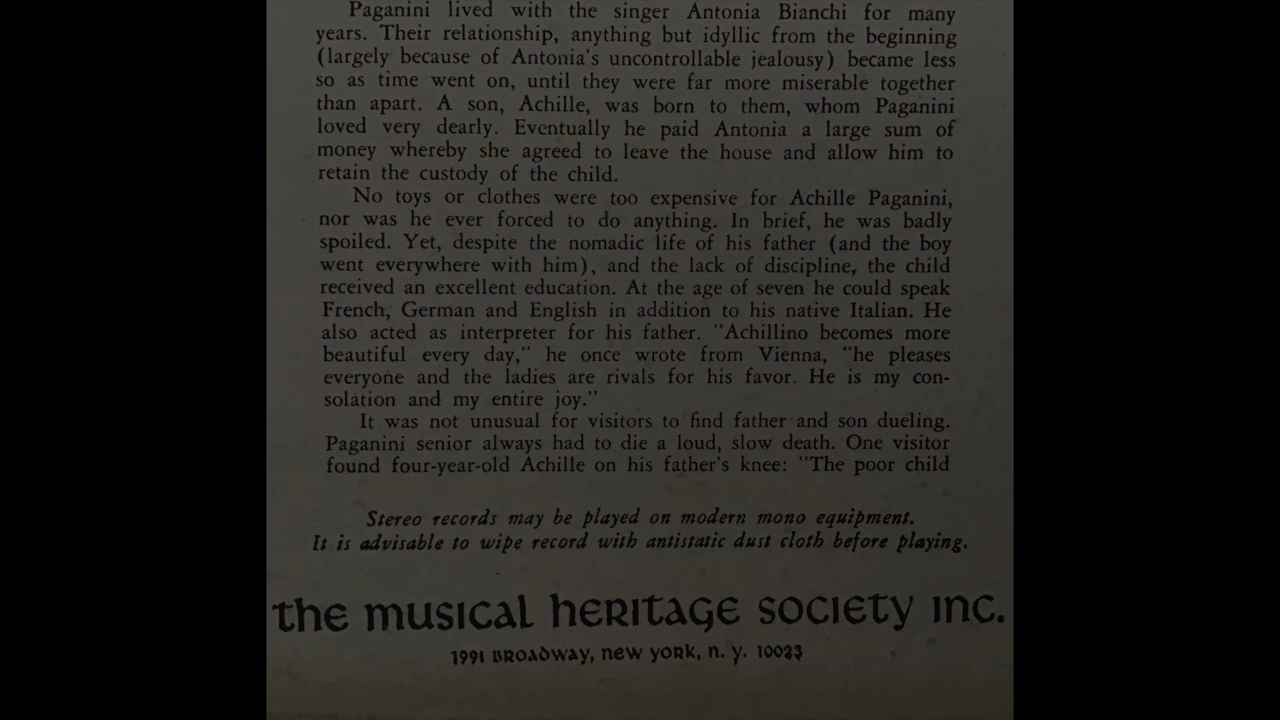 Paganini lived with the singer Antonia Bianchi for many
years. Their relationship, anything but idyllic from the beginning
(largely because of Antonia's uncontrollable jealousy) became less
so as time went on, until they were far more miserable together
than apart. A son, Achille, was born to them, whom Paganini
loved very dearly. Eventually he paid Antonia a large sum of
money whereby she agreed to leave the house and allow him to
retain the custody of the child.
No toys or clothes were too expensive for Achille Paganini,
nor was he ever forced to do anything. In brief, he was badly
spoiled. Yet, despite the nomadic life of his father (and the boy
went everywhere with him), and the lack of discipline, the child
received an excellent education. At the age of seven he could speak
French, German and English in addition to his native Italian. He
also acted as interpreter for his father. "Achillino becomes more
beautiful every day," he once wrote from Vienna, "he pleases
everyone and the ladies are rivals for his favor. He is my con-
solation and my entire joy."
It was not unusual for visitors to find father and son dueling.
Paganini senior always had to die a loud, slow death. One visitor
found four-year-old Achille on his father's knee: "The poor child
Stereo records may be played on modern mono equipment.
It is advisable to wipe record with antistatic dust cloth before playing.
the musical heritage society inc.
1991 broadway, new york, n. y. 10023